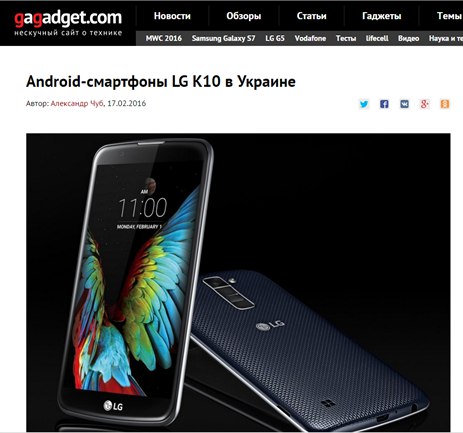 gagadget.com
нескучный сайт о технике
Новости Обзоры Статьи Гаджеты Темы
MWC 2016 Samsung Galaxy S7 LG G5 Vodafone Тесты lifecell Видео Наука и те
Android-смартфоны LG K10 в Украине
Автор: Александр Чуб, 17.02.2016
AM
11:00
MONDAY, FEBRUARY 1
LG
LG